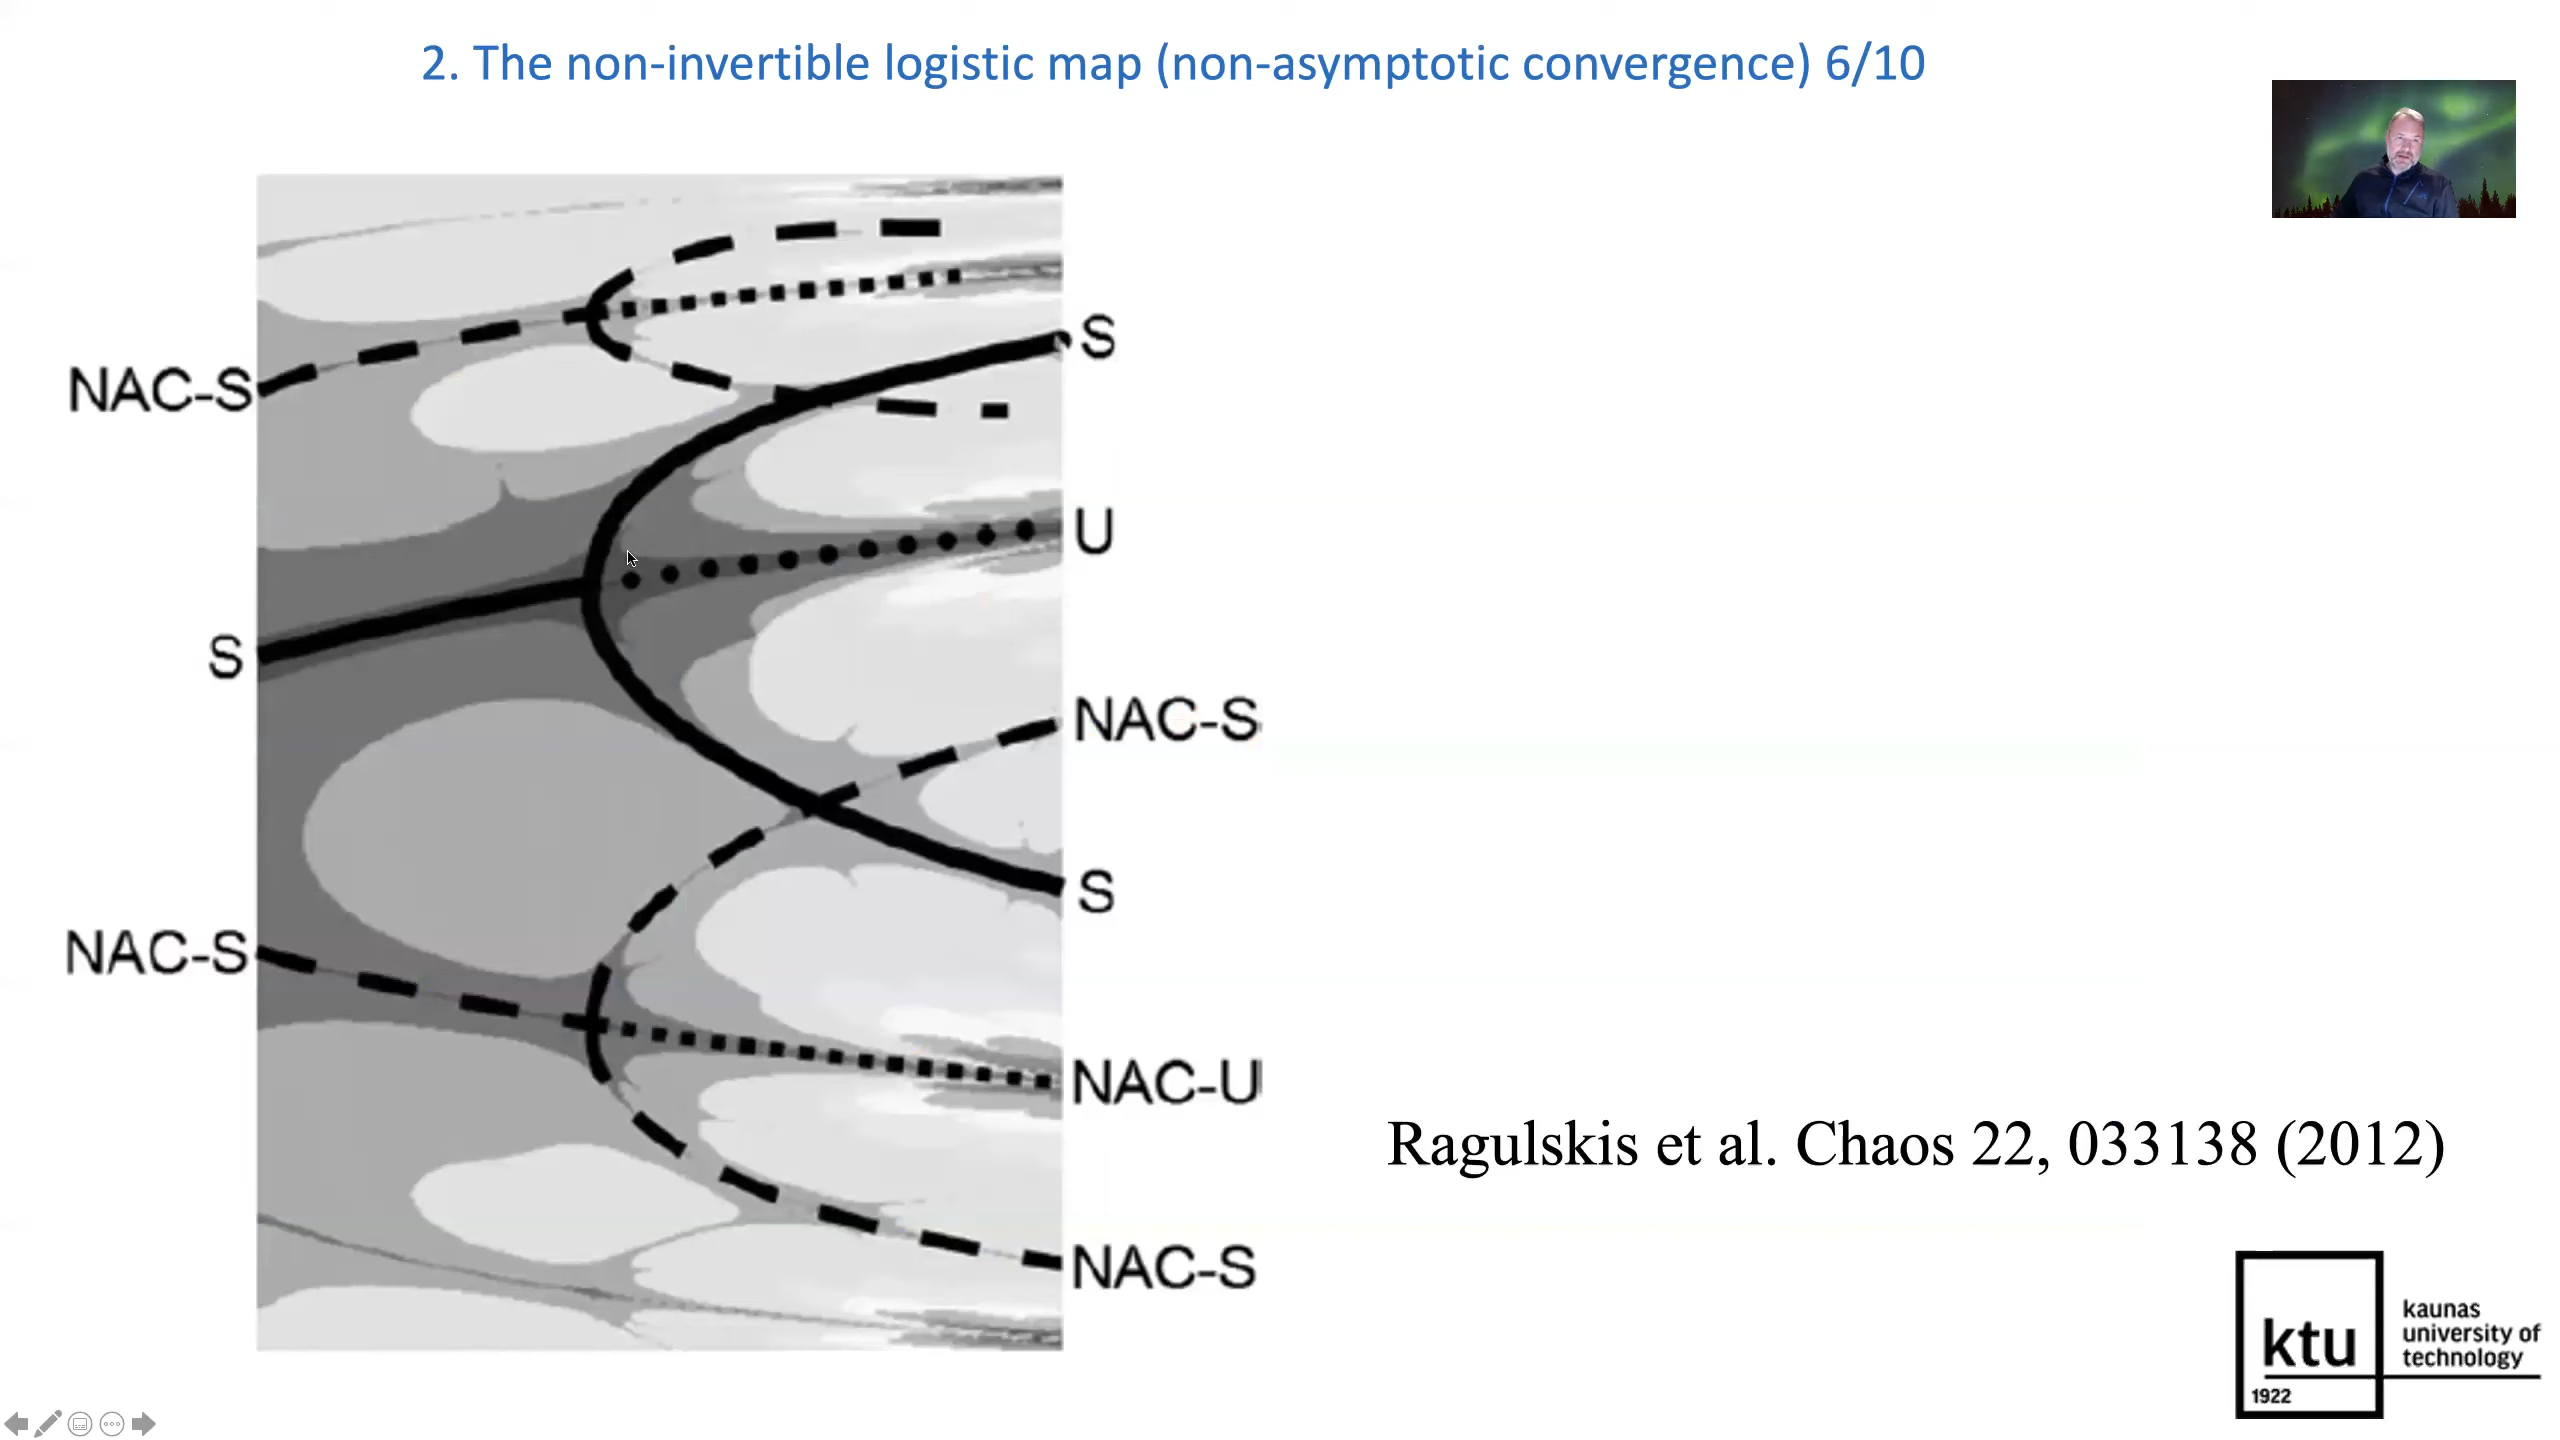 2. The non-invertible logistic map (non-asymptotic convergence) 6/10
S
NAC-S
U
S
NAC-S
S
NAC-S
NAC-U
NAC-S
Ragulskis et al. Chaos 22, 033138 (2012)
ktu
1922
kaunas
university of
technology